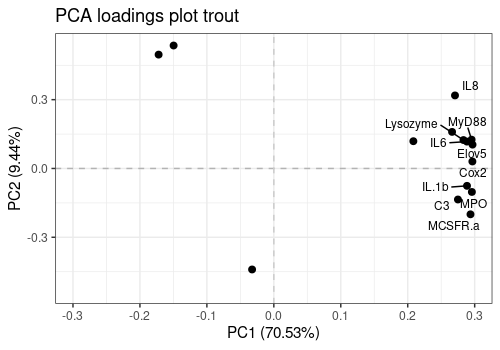 PCA loadings plot trout
PC2 (9.44%)
0.3
0.0
-0.3
IL8
Lysozyme
MyD88
IL6
Elov5
Cox2
IL.1b
C3
MPO
MCSFR.a
-0.3
-0.2
-0.1
0.0
0.1
0.2
0.3
PC1 (70.53%)